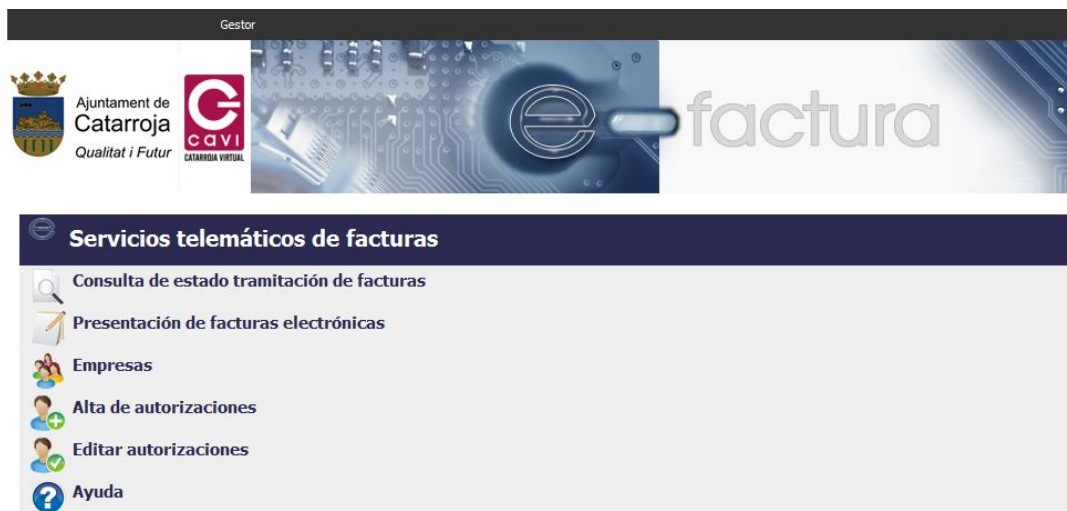 Gestor
Ajuntament de
Catarroja
Qualitat i Futur
cavi
CATARROJA VIRTUAL
e-factura
Servicios telemáticos de facturas
Consulta de estado tramitación de facturas
Presentación de facturas electrónicas
Empresas
Alta de autorizaciones
Editar autorizaciones
Ayuda